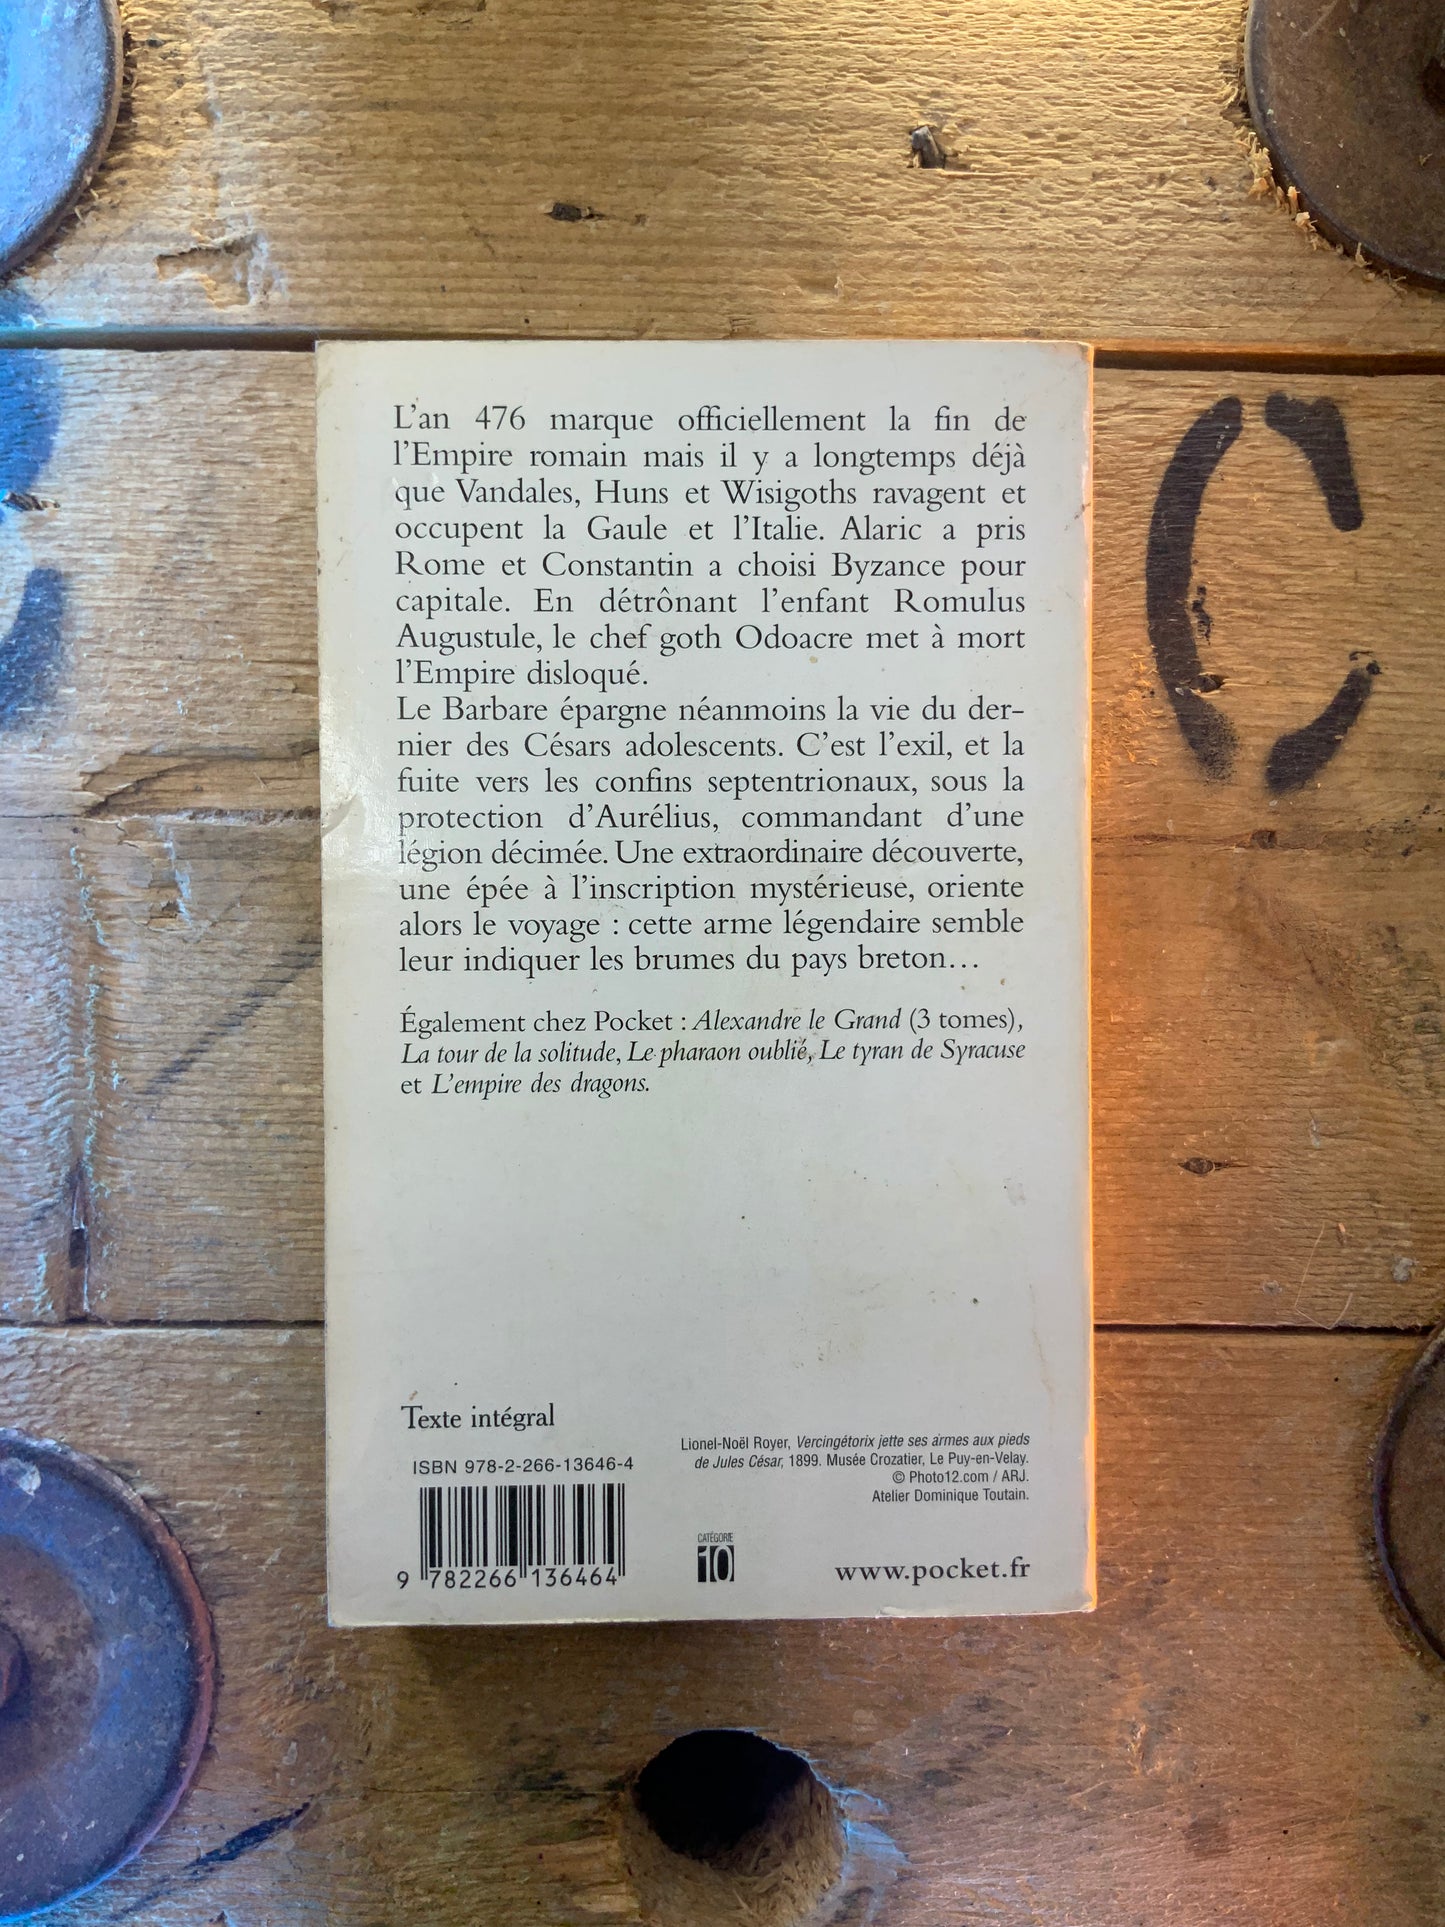 L'an 476 marque officiellement la fin de
l'Empire romain mais il y a longtemps déjà
que Vandales, Huns et Wisigoths ravagent et
occupent la Gaule et l'Italie. Alaric a pris
Rome et Constantin a choisi Byzance pour
capitale. En détrônant l'enfant Romulus
Augustule, le chef goth Odoacre met à mort
l'Empire disloqué.
Le Barbare épargne néanmoins la vie du der-
nier des Césars adolescents. C'est l'exil, et la
fuite vers les confins septentrionaux, sous la
protection d'Aurélius, commandant d'une
légion décimée. Une extraordinaire découverte,
une épée à l'inscription mystérieuse, oriente
alors le voyage : cette arme légendaire semble
leur indiquer les brumes du pays breton…
Également chez Pocket : Alexandre le Grand (3 tomes),
La tour de la solitude, Le pharaon oublié, Le tyran de Syracuse
et L'empire des dragons.
Texte intégral
ISBN 978-2-266-13646-4
9 782266 136464
Lionel-Noël Royer, Vercingétorix jette ses armes aux pieds
de Jules César, 1899. Musée Crozatier, Le Puy-en-Velay.
© Photo12.com / ARJ.
Atelier Dominique Toutain.
CATÉGORIE
10
www.pocket.fr